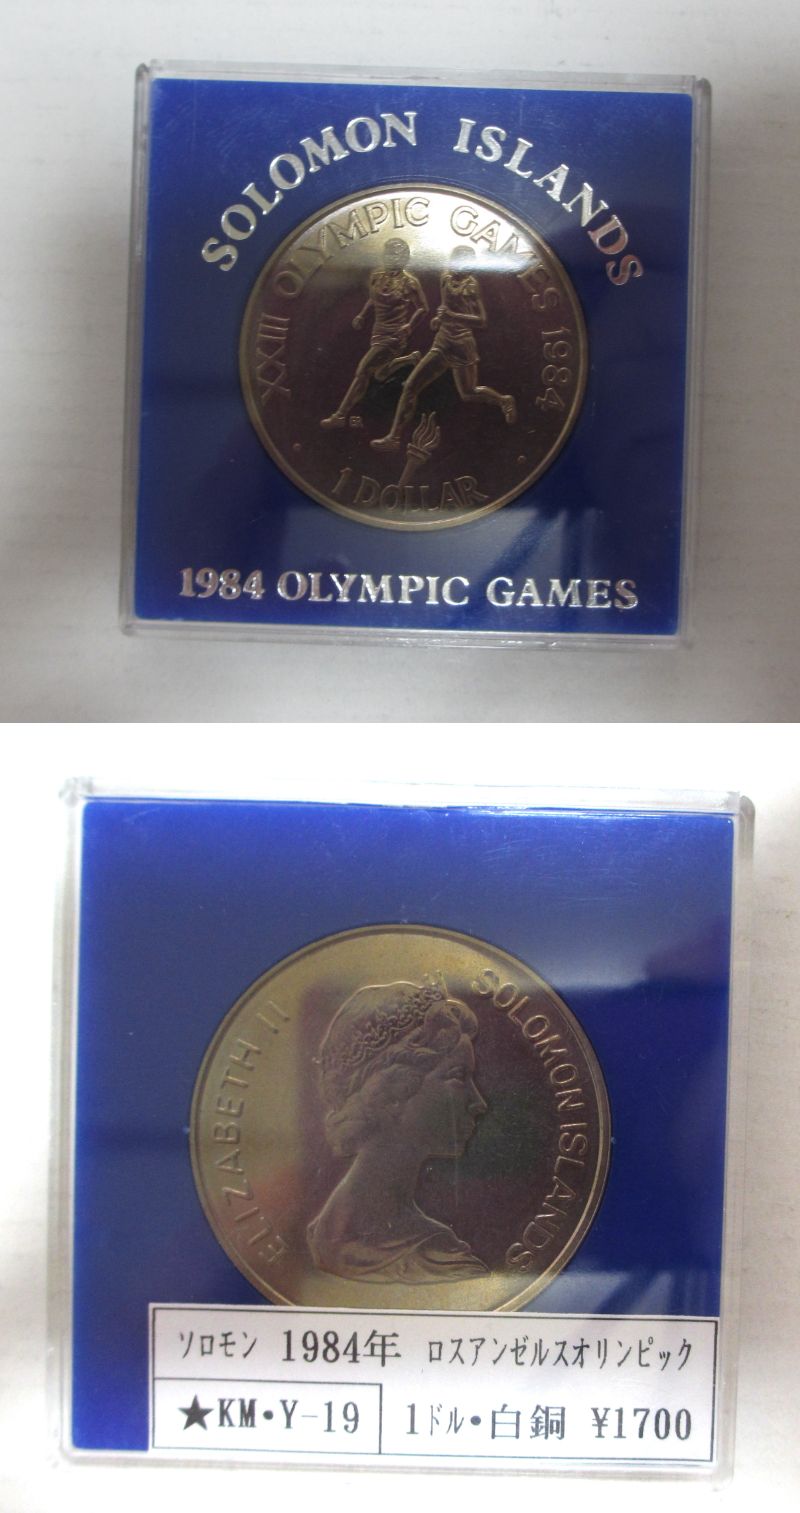 SOLOMON ISLANDS
XXIII OLYMPIC GAMES 1984
1 DOLLAR
1984 OLYMPIC GAMES
ELIZABETH II
SOLOMON ISLANDS
ソロモン 1984年 ロスアンゼルスオリンピック
★KM・Y-19 1ドル・白銅 ¥1700